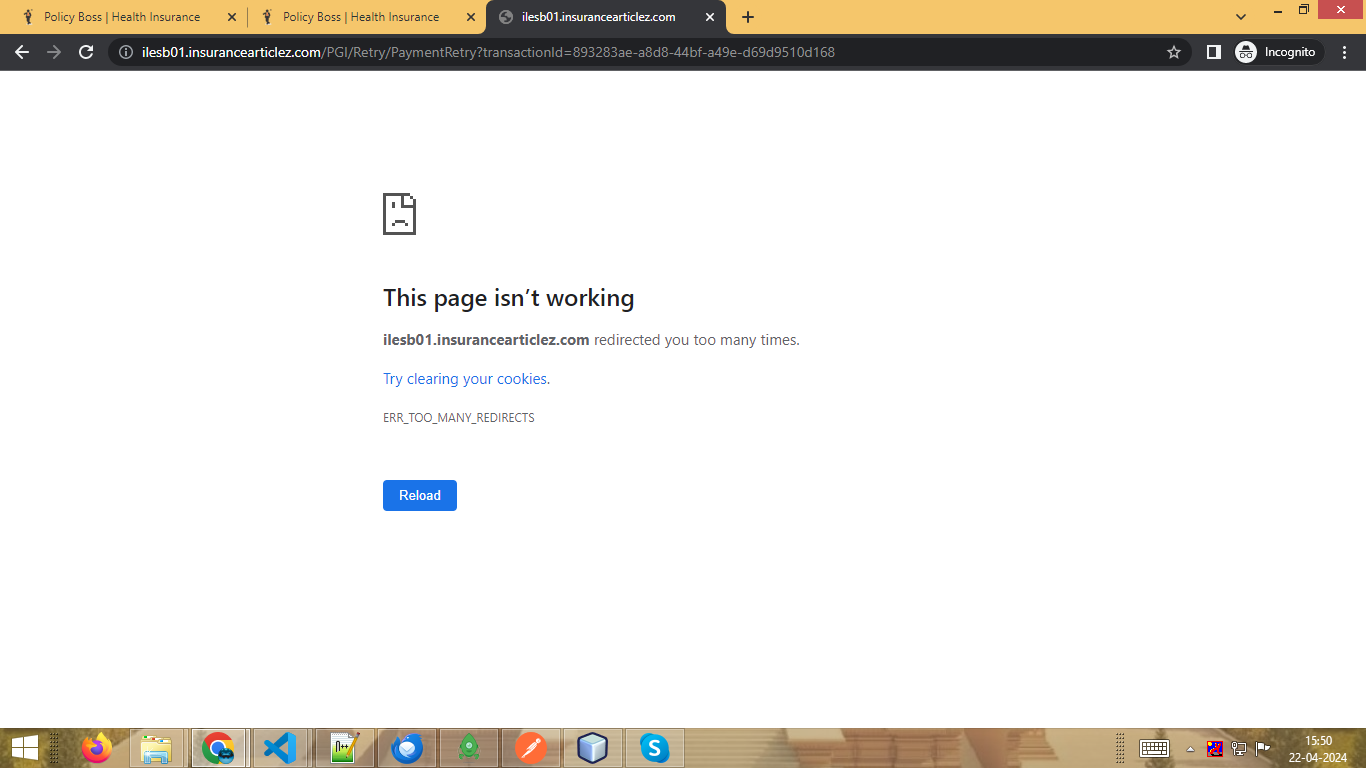 Policy Boss | Health Insurance
Policy Boss | Health Insurance
ilesb01.insurancearticlez.com
ilesb01.insurancearticlez.com/PGI/Retry/PaymentRetry?transactionId=893283ae-a8d8-44bf-a49e-d69d9510d168
Incognito
This page isn’t working
ilesb01.insurancearticlez.com redirected you too many times.
Try clearing your cookies.
ERR_TOO_MANY_REDIRECTS
Reload
15:50
22-04-2024